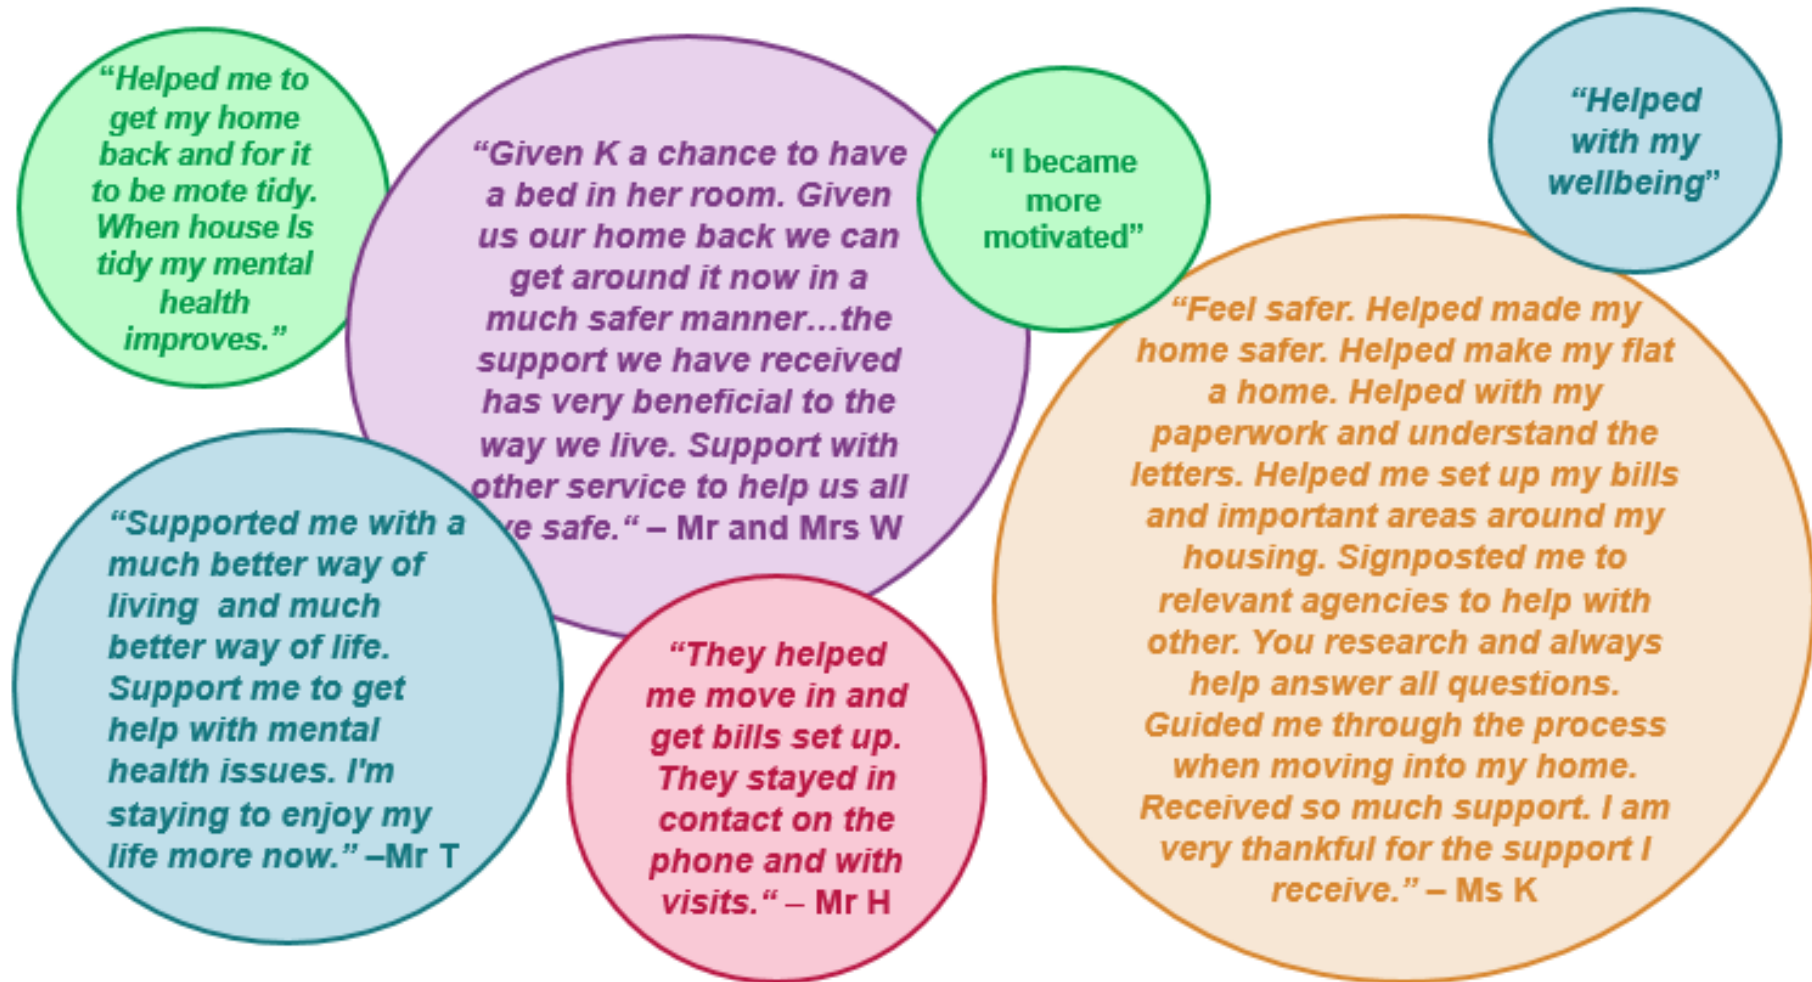 “Helped me to
get my home
back and for it
to be mote tidy.
When house Is
tidy my mental
health
improves.”
“Given K a chance to have
a bed in her room. Given
us our home back we can
get around it now in a
much safer manner…the
support we have received
has very beneficial to the
way we live. Support with
other service to help us all
safe.“ – Mr and Mrs W
“I became
more
motivated”
“Helped
with my
wellbeing”
“Supported me with a
much better way of
living  and much
better way of life.
Support me to get
help with mental
health issues. I'm
staying to enjoy my
life more now.” –Mr T
“They helped
me move in and
get bills set up.
They stayed in
contact on the
phone and with
visits.“ – Mr H
“Feel safer. Helped made my
home safer. Helped make my flat
a home. Helped with my
paperwork and understand the
letters. Helped me set up my bills
and important areas around my
housing. Signposted me to
relevant agencies to help with
other. You research and always
help answer all questions.
Guided me through the process
when moving into my home.
Received so much support. I am
very thankful for the support I
receive.” – Ms K